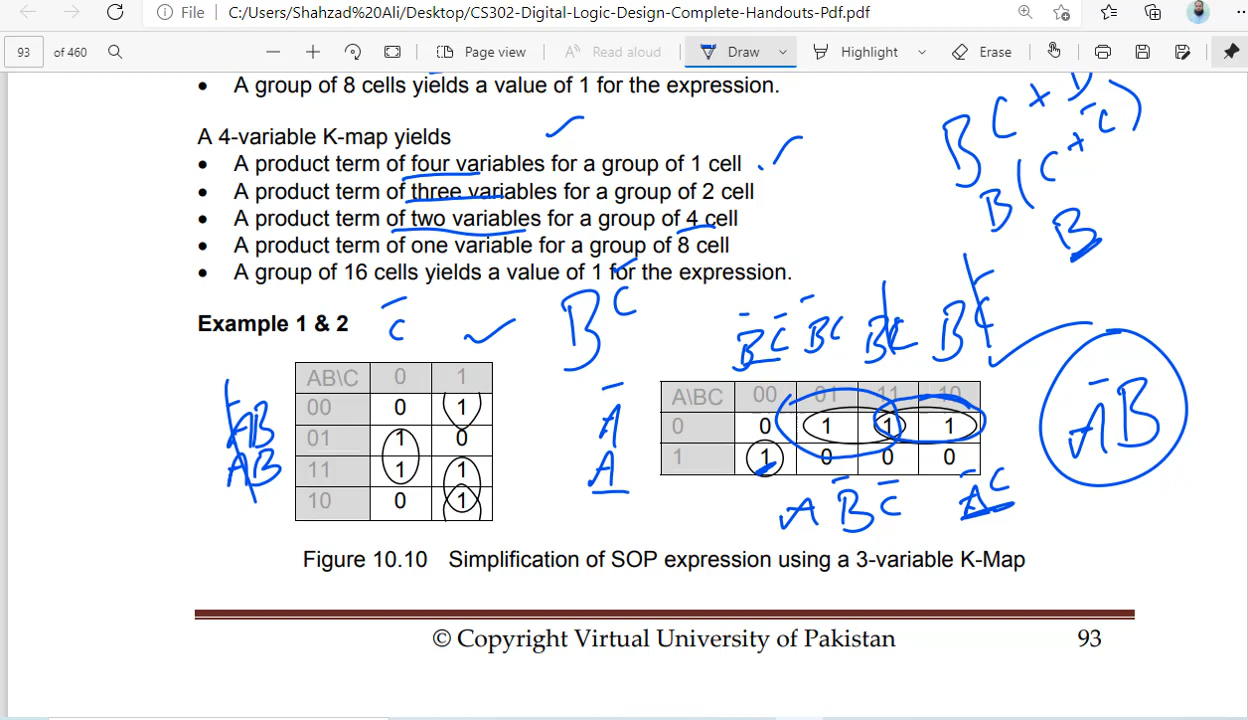 File | C:/Users/Shahzad%20Ali/Desktop/CS302-Digital-Logic-Design-Complete-Handouts-Pdf.pdf
93 of 460 Page view Read aloud Draw Highlight Erase
• A group of 8 cells yields a value of 1 for the expression.
A 4-variable K-map yields
• A product term of four variables for a group of 1 cell
• A product term of three variables for a group of 2 cell
• A product term of two variables for a group of 4 cell
• A product term of one variable for a group of 8 cell
• A group of 16 cells yields a value of 1 for the expression.
B(C + C̅)
B
Example 1 & 2
C̅
B C̅
B̅ C̅ B̅C BC B C̅
AB\C 0 1
00 0 1
01 1 0
11 1 1
10 0 1
A̅B
AB
A̅
A
A\BC 00 01 11 10
0 0 1 1 1
1 1 0 0 0
A̅B
A B̅ C̅ A̅C
Figure 10.10 Simplification of SOP expression using a 3-variable K-Map
© Copyright Virtual University of Pakistan 93